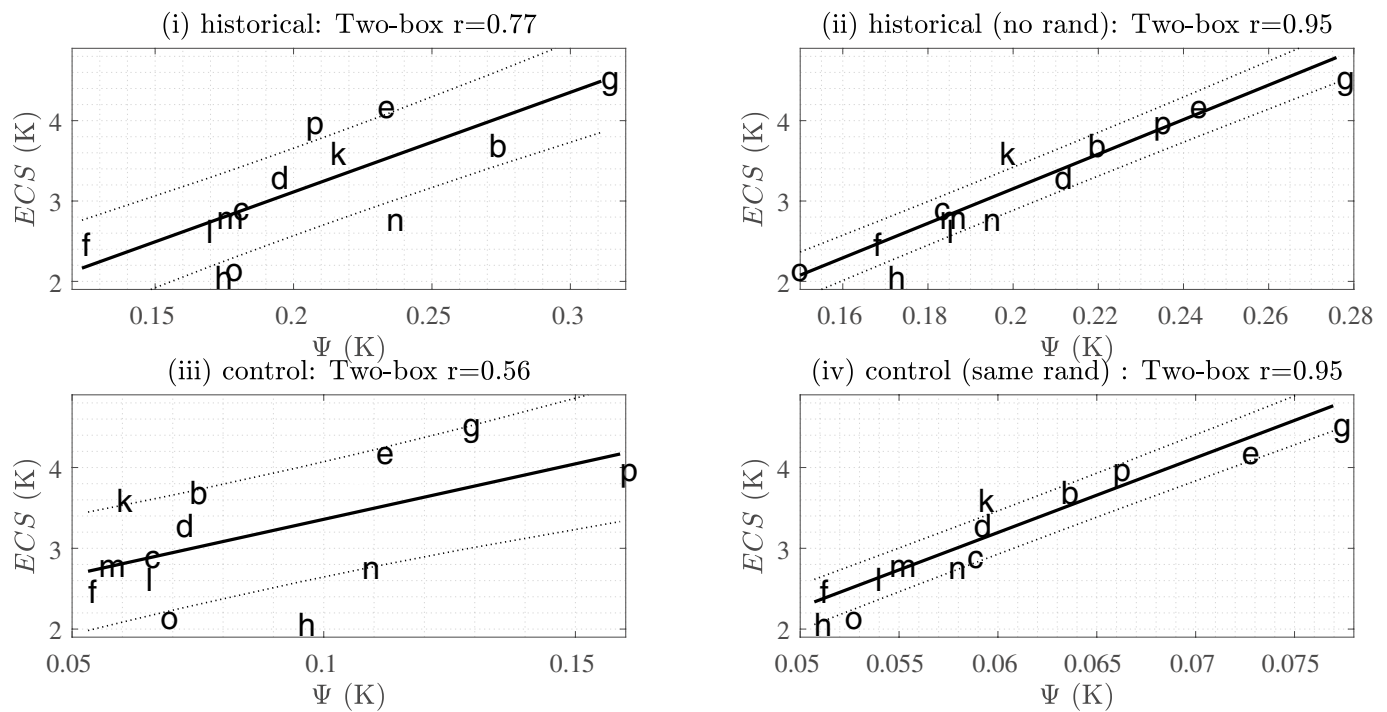 (i) historical: Two-box r=0.77
ECS (K)
4
3
2
f
h
o
l
m
c
d
p
k
e
n
b
g
0.15 0.2 0.25 0.3
Ψ (K)
(ii) historical (no rand): Two-box r=0.95
ECS (K)
4
3
2
o
f
h
c
m
l
n
k
d
b
p
e
g
0.16 0.18 0.2 0.22 0.24 0.26 0.28
Ψ (K)
(iii) control: Two-box r=0.56
ECS (K)
4
3
2
f
m
k
c
l
o
d
b
h
n
e
g
p
0.05 0.1 0.15
Ψ (K)
(iv) control (same rand) : Two-box r=0.95
ECS (K)
4
3
2
h
f
o
l
m
n
c
d
k
b
p
e
g
0.05 0.055 0.06 0.065 0.07 0.075
Ψ (K)